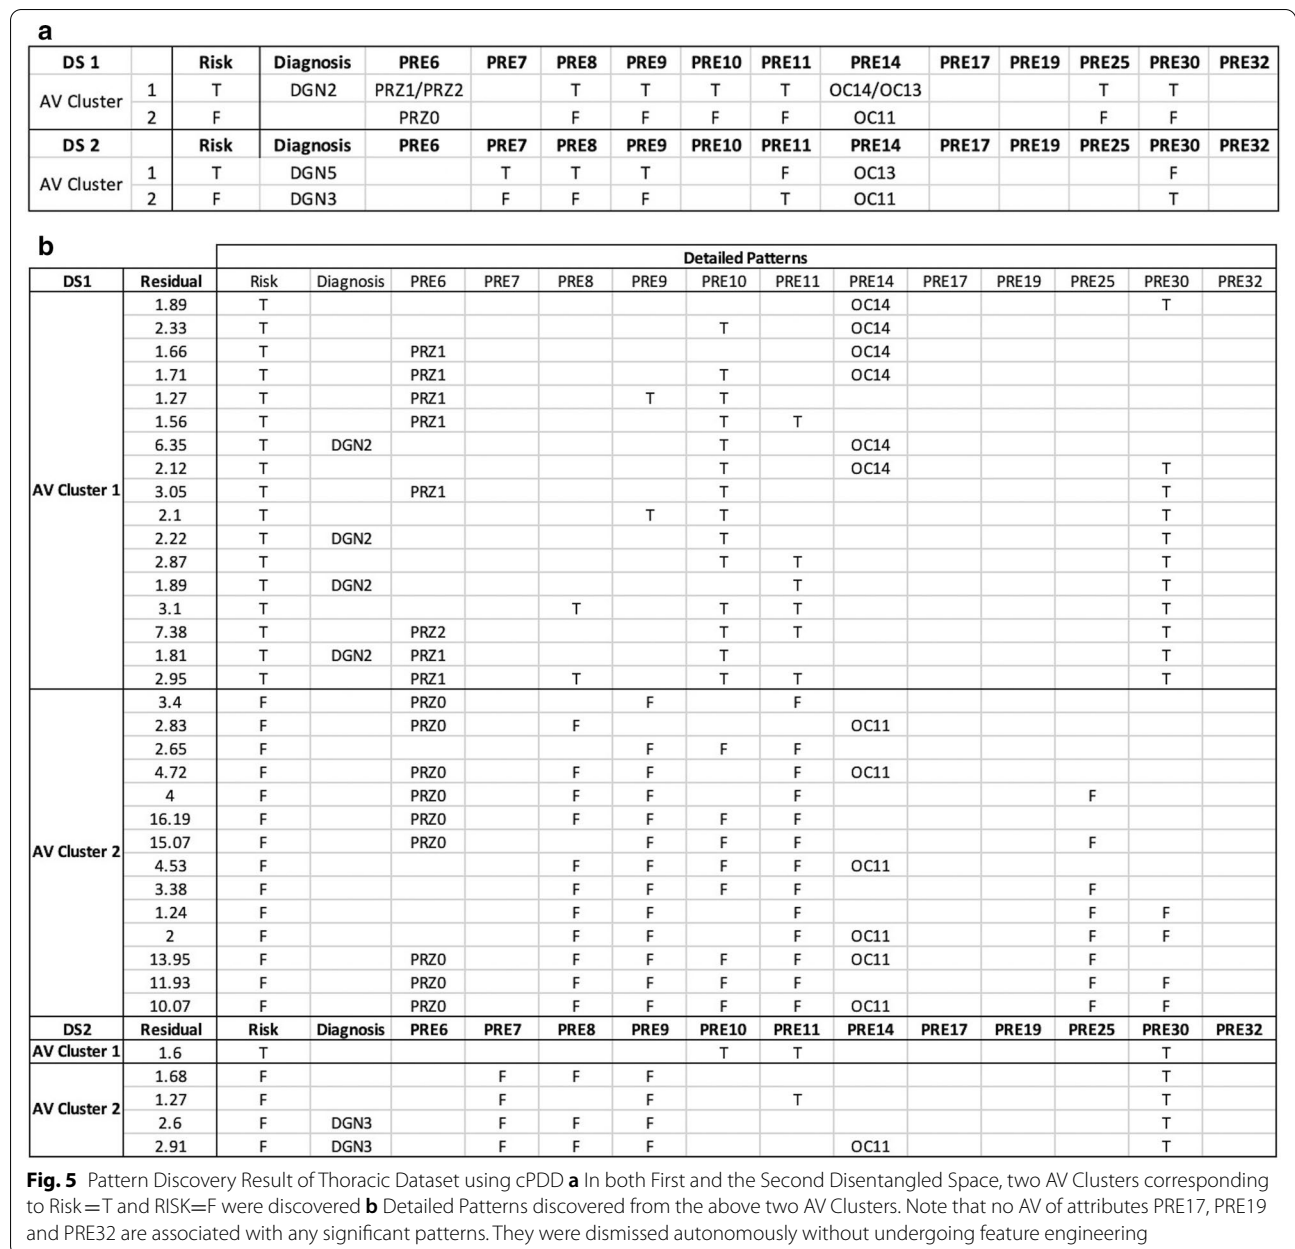 a
DS 1 Risk Diagnosis PRE6 PRE7 PRE8 PRE9 PRE10 PRE11 PRE14 PRE17 PRE19 PRE25 PRE30 PRE32
AV Cluster 1 T DGN2 PRZ1/PRZ2 T T T T OC14/OC13 T T
2 F PRZ0 F F F F OC11 F F
DS 2 Risk Diagnosis PRE6 PRE7 PRE8 PRE9 PRE10 PRE11 PRE14 PRE17 PRE19 PRE25 PRE30 PRE32
AV Cluster 1 T DGN5 T T T F OC13 F
2 F DGN3 F F F T OC11 T
b
Detailed Patterns
DS1 Residual Risk Diagnosis PRE6 PRE7 PRE8 PRE9 PRE10 PRE11 PRE14 PRE17 PRE19 PRE25 PRE30 PRE32
1.89 T OC14 T
2.33 T T OC14
1.66 T PRZ1 OC14
1.71 T PRZ1 T OC14
1.27 T PRZ1 T T
1.56 T PRZ1 T T
6.35 T DGN2 T OC14
2.12 T T OC14 T
AV Cluster 1 3.05 T PRZ1 T T
2.1 T T T T
2.22 T DGN2 T T
2.87 T T T T
1.89 T DGN2 T T
3.1 T T T T T
7.38 T PRZ2 T T T
1.81 T DGN2 PRZ1 T T
2.95 T PRZ1 T T T T
3.4 F PRZ0 F F
2.83 F PRZ0 F OC11
2.65 F F F F
4.72 F PRZ0 F F F OC11
4 F PRZ0 F F F F
16.19 F PRZ0 F F F F
AV Cluster 2 15.07 F PRZ0 F F F F
4.53 F F F F F OC11
3.38 F F F F F F
1.24 F F F F F F
2 F F F F OC11 F F
13.95 F PRZ0 F F F F OC11 F
11.93 F PRZ0 F F F F F F
10.07 F PRZ0 F F F F OC11 F F
DS2 Residual Risk Diagnosis PRE6 PRE7 PRE8 PRE9 PRE10 PRE11 PRE14 PRE17 PRE19 PRE25 PRE30 PRE32
AV Cluster 1 1.6 T T T T
1.68 F F F F T
AV Cluster 2 1.27 F F F T T
2.6 F DGN3 F F F T
2.91 F DGN3 F F F OC11 T
Fig. 5 Pattern Discovery Result of Thoracic Dataset using cPDD a In both First and the Second Disentangled Space, two AV Clusters corresponding
to Risk=T and RISK=F were discovered b Detailed Patterns discovered from the above two AV Clusters. Note that no AV of attributes PRE17, PRE19
and PRE32 are associated with any significant patterns. They were dismissed autonomously without undergoing feature engineering